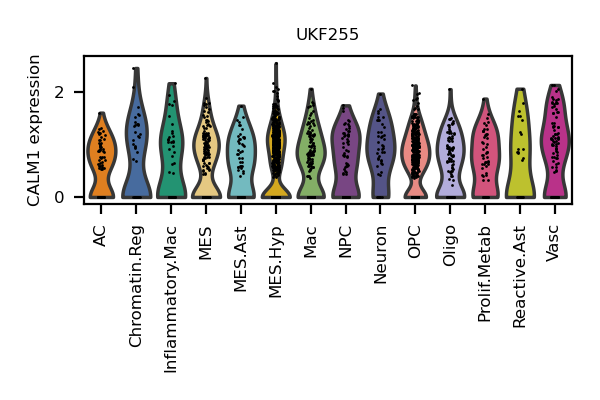 UKF255
CALM1 expression
2
0
AC
Chromatin.Reg
Inflammatory.Mac
MES
MES.Ast
MES.Hyp
Mac
NPC
Neuron
OPC
Oligo
Prolif.Metab
Reactive.Ast
Vasc